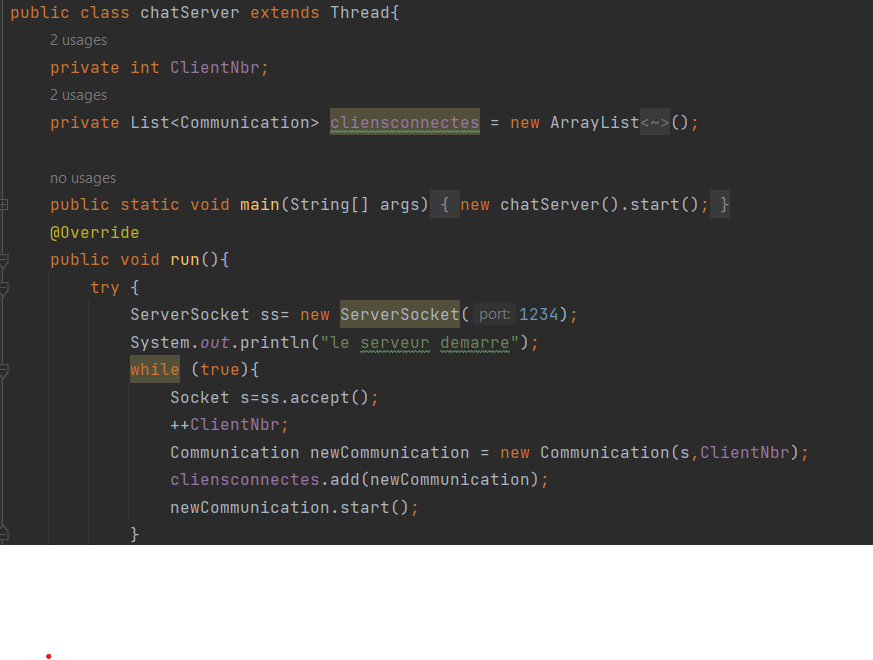 public class chatServer extends Thread{
2 usages
private int ClientNbr;
2 usages
private List<Communication> cliensconnectes = new ArrayList<~>();
no usages
public static void main(String[] args) { new chatServer().start(); }
@Override
public void run(){
try {
ServerSocket ss= new ServerSocket( port: 1234);
System.out.println("le serveur demarre");
while (true){
Socket s=ss.accept();
++ClientNbr;
Communication newCommunication = new Communication(s,ClientNbr);
cliensconnectes.add(newCommunication);
newCommunication.start();
}